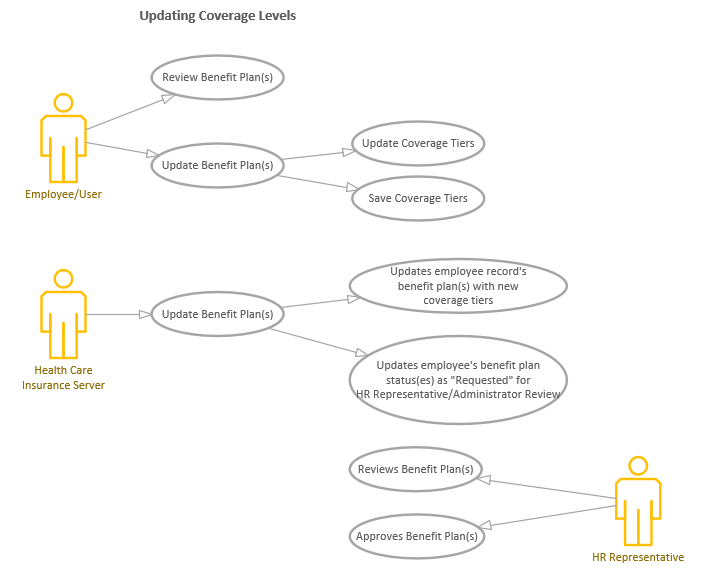 Updating Coverage Levels
Review Benefit Plan(s)
Update Coverage Tiers
Update Benefit Plan(s)
Employee/User
Save Coverage Tiers
Updates employee record's
benefit plan(s) with new
coverage tiers
Update Benefit Plan(s)
Health Care
Insurance Server
Updates employee's benefit plan
status(es) as "Requested" for
HR Representative/Administrator Review
Reviews Benefit Plan(s)
Approves Benefit Plan(s)
HR Representative